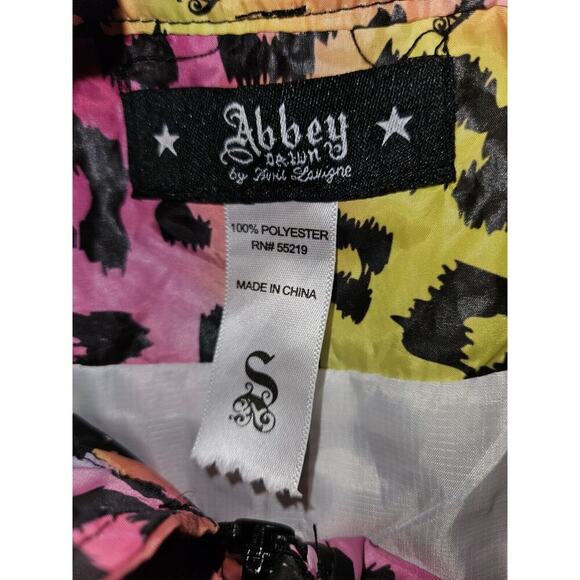 Abbey
DAWN
by Avril Lavigne
100% POLYESTER
RN# 55219
MADE IN CHINA
S